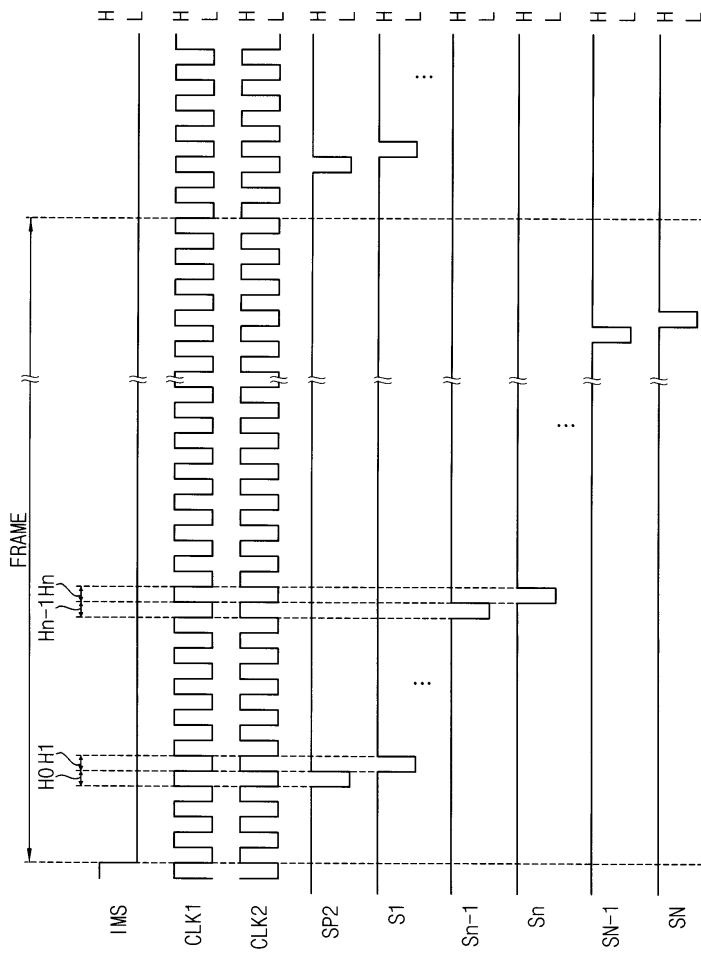 FRAME
H0 H1
Hn-1 Hn
IMS
H
L
CLK1
H
L
CLK2
H
L
SP2
H
L
S1
H
L
...
...
Sn-1
H
L
Sn
H
L
...
SN-1
H
L
SN
H
L